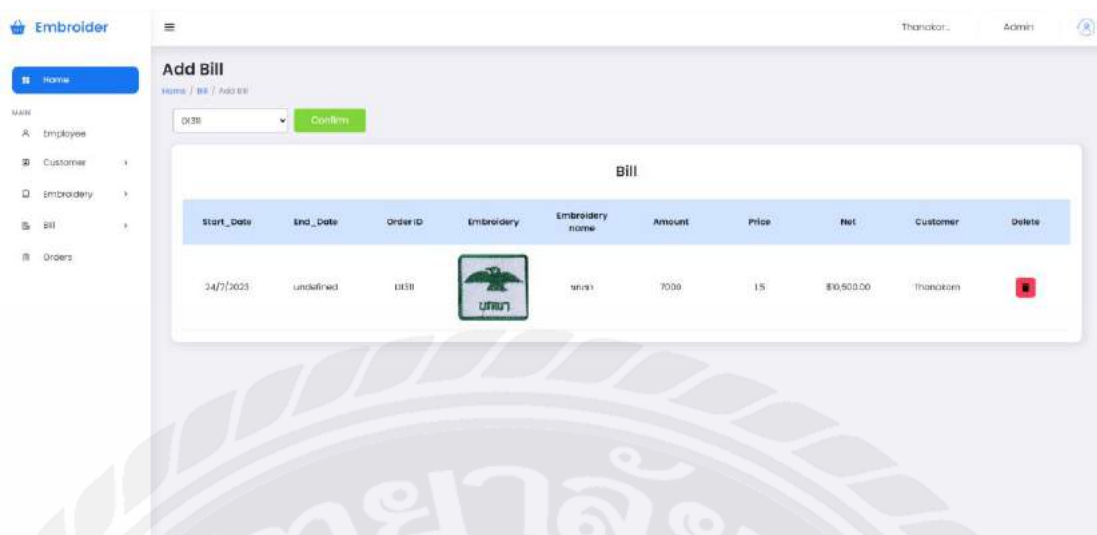 Embroider
Thanakor...
Admin
Home
MAIN
Employee
Customer
Embroidery
Bill
Orders
Add Bill
Home / Bill / Add Bill
Confirm
Bill
Start_Date
End_Date
Order ID
Embroidery
Embroidery name
Amount
Price
Net
Customer
Delete
24/7/2023
undefined
7000
1.5
$10,500.00
Thanakorn